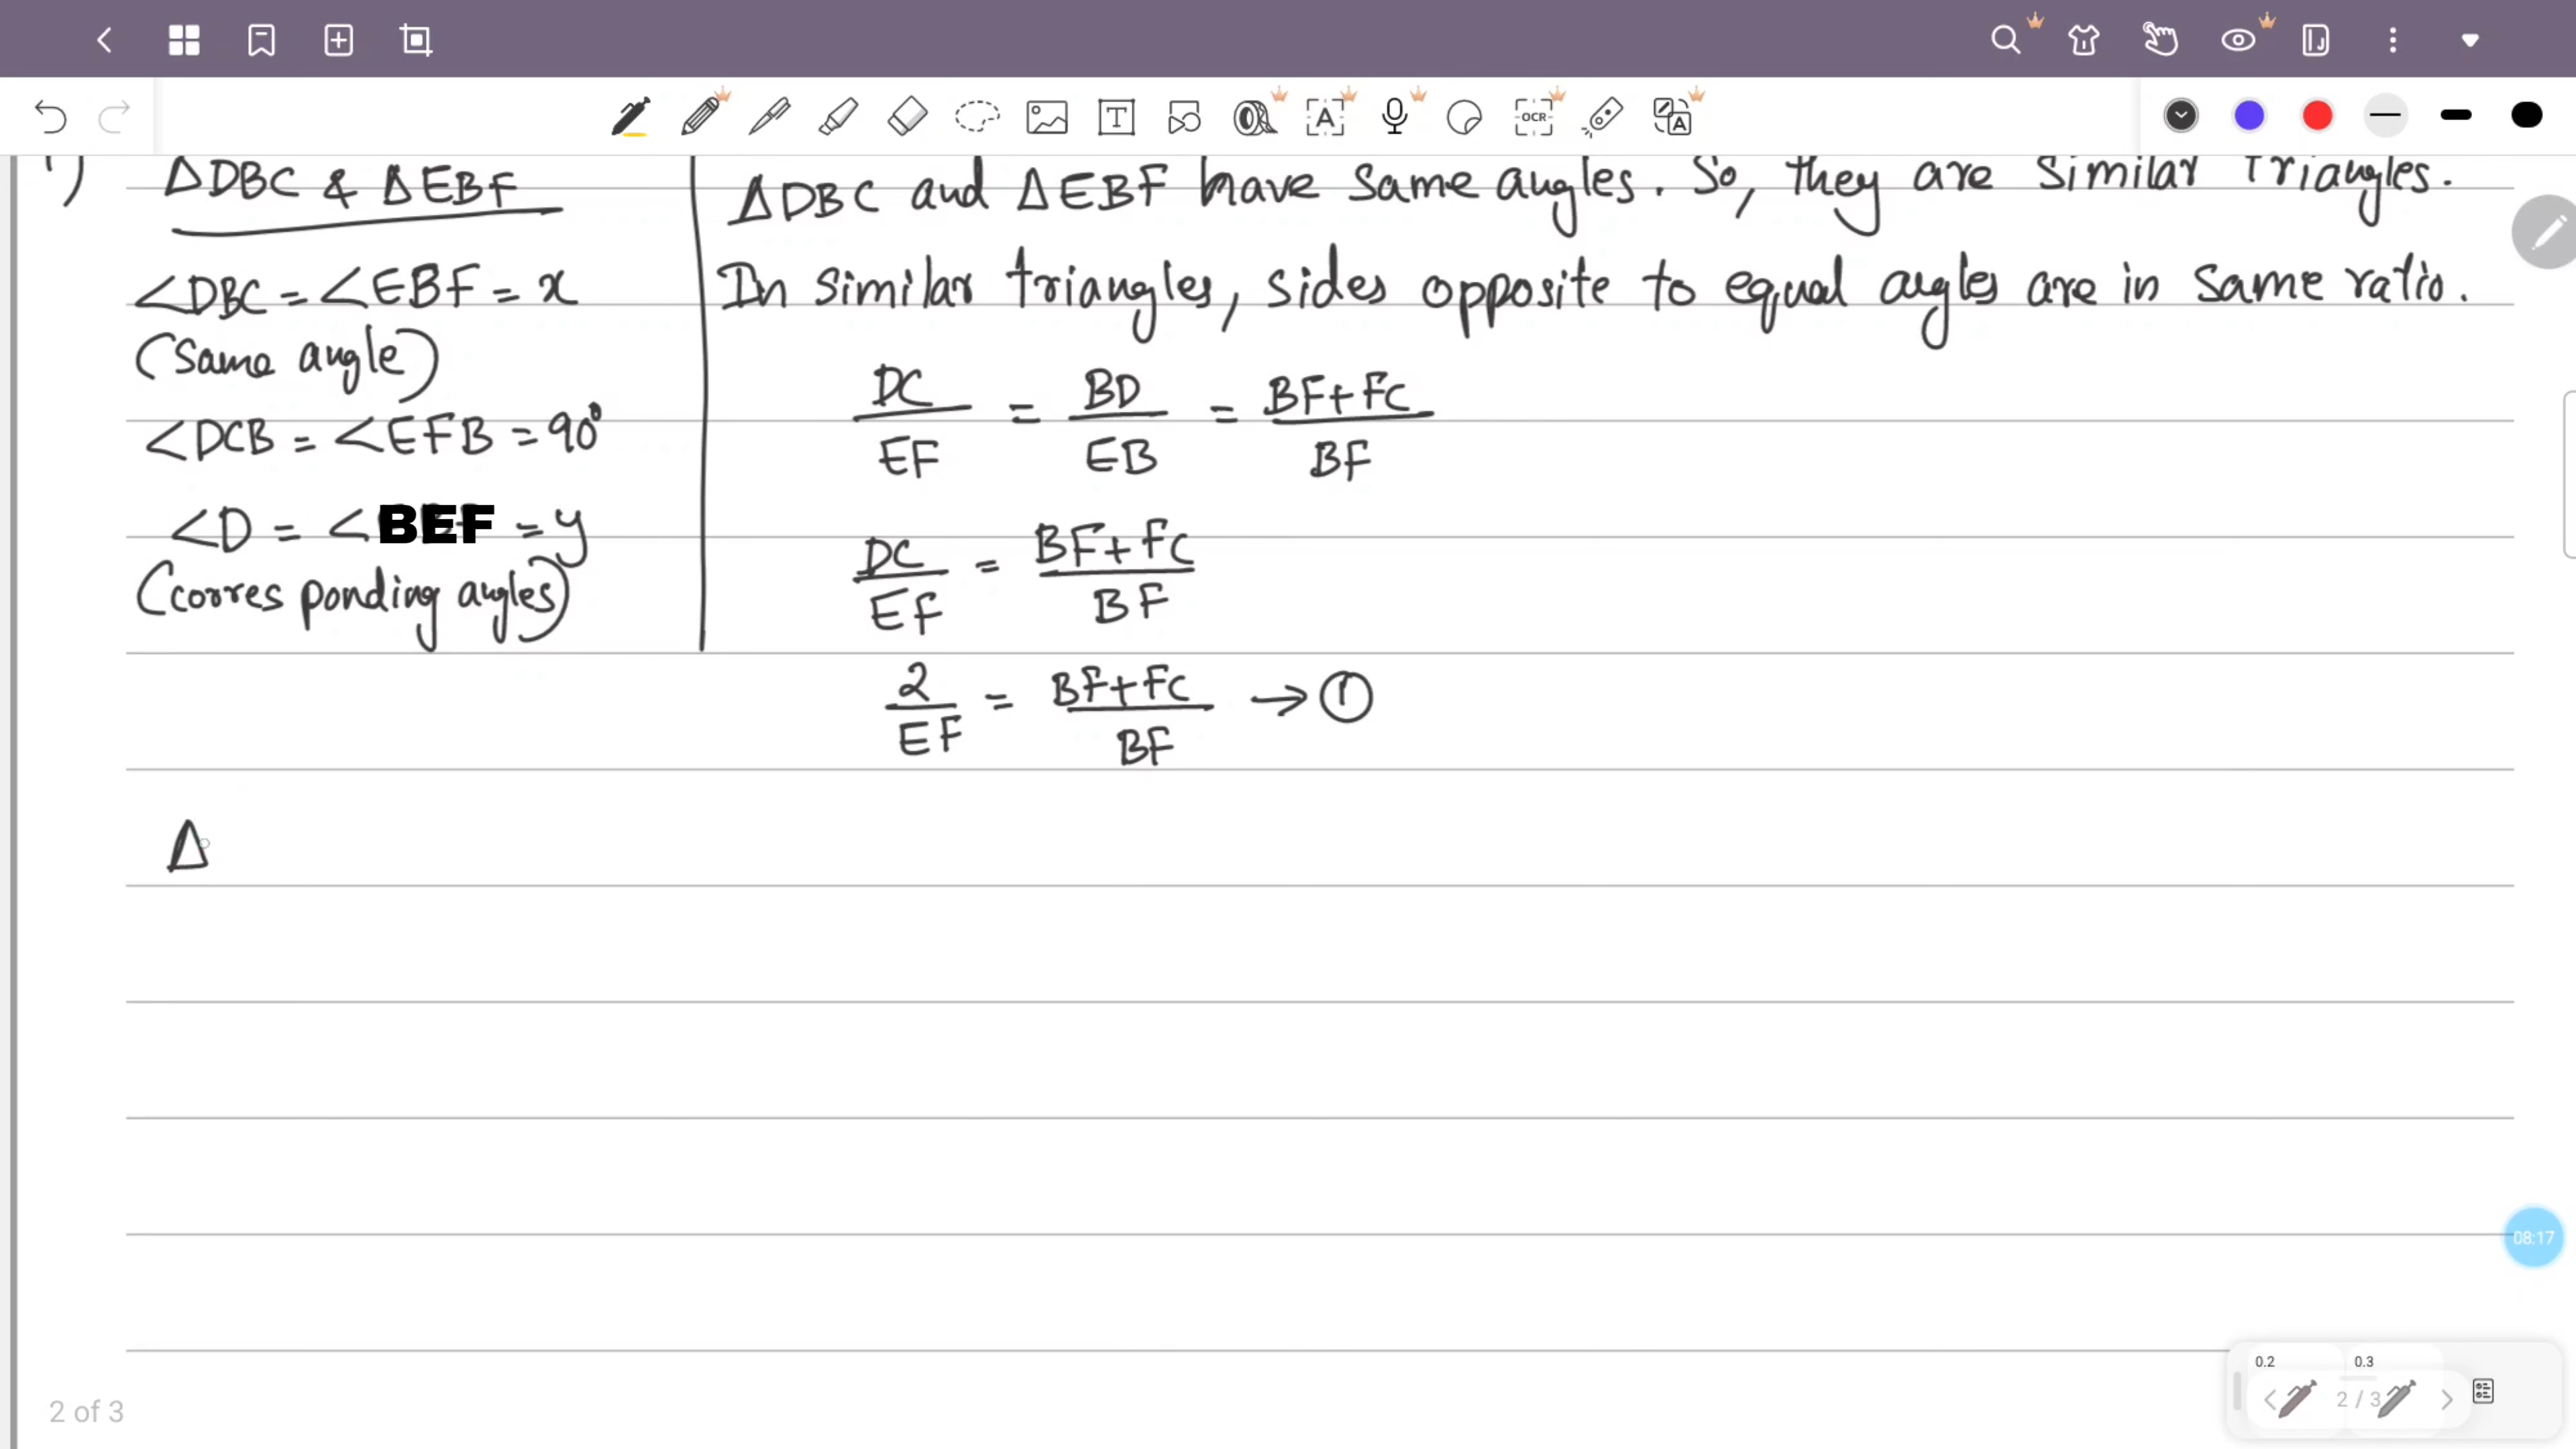 1) ΔDBC & ΔEBF
∠DBC = ∠EBF = x
(Same angle)
∠DCB = ∠EFB = 90°
∠D = ∠BEF = y
(corresponding angles)
ΔDBC and ΔEBF have same angles. So, they are similar triangles.
In similar triangles, sides opposite to equal angles are in same ratio.
DC/EF = BD/EB = BF+FC/BF
DC/EF = BF+FC/BF
2/EF = BF+FC/BF → ①
Δ
08:17
0.2 0.3
2 / 3
2 of 3
T
A
OCR
A